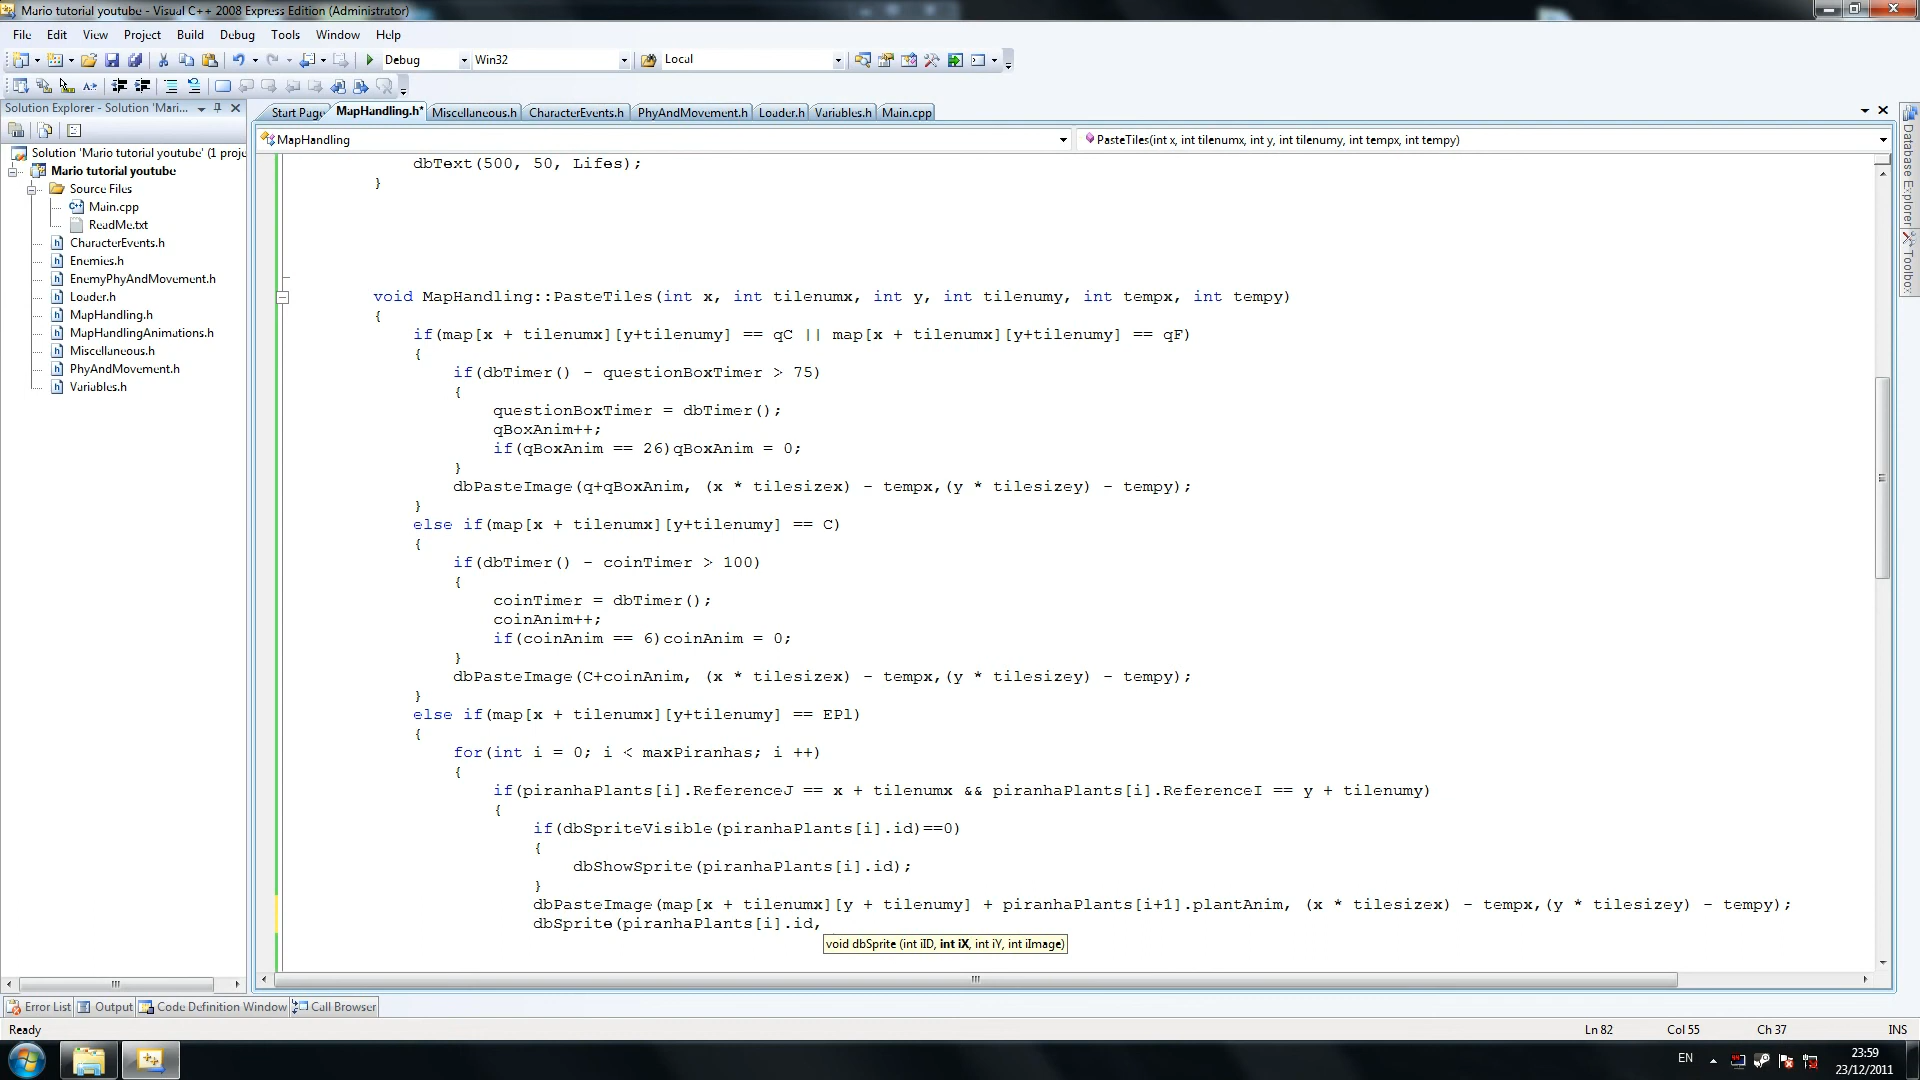 Mario tutorial youtube - Visual C++ 2008 Express Edition (Administrator)
File Edit View Project Build Debug Tools Window Help
Debug Win32 Local
Solution Explorer - Solution 'Mari...
Start Page MapHandling.h* Miscellaneous.h CharacterEvents.h PhyAndMovement.h Loader.h Variables.h Main.cpp
MapHandling PasteTiles(int x, int tilenumx, int y, int tilenumy, int tempx, int tempy)
Solution 'Mario tutorial youtube' (1 proje
Mario tutorial youtube
Source Files
Main.cpp
ReadMe.txt
CharacterEvents.h
Enemies.h
EnemyPhyAndMovement.h
Loader.h
MapHandling.h
MapHandlingAnimations.h
Miscellaneous.h
PhyAndMovement.h
Variables.h
dbText(500, 50, Lifes);
}
void MapHandling::PasteTiles(int x, int tilenumx, int y, int tilenumy, int tempx, int tempy)
{
if(map[x + tilenumx][y+tilenumy] == qC || map[x + tilenumx][y+tilenumy] == qF)
{
if(dbTimer() - questionBoxTimer > 75)
{
questionBoxTimer = dbTimer();
qBoxAnim++;
if(qBoxAnim == 26)qBoxAnim = 0;
}
dbPasteImage(q+qBoxAnim, (x * tilesizex) - tempx,(y * tilesizey) - tempy);
}
else if(map[x + tilenumx][y+tilenumy] == C)
{
if(dbTimer() - coinTimer > 100)
{
coinTimer = dbTimer();
coinAnim++;
if(coinAnim == 6)coinAnim = 0;
}
dbPasteImage(C+coinAnim, (x * tilesizex) - tempx,(y * tilesizey) - tempy);
}
else if(map[x + tilenumx][y+tilenumy] == EPl)
{
for(int i = 0; i < maxPiranhas; i ++)
{
if(piranhaPlants[i].ReferenceJ == x + tilenumx && piranhaPlants[i].ReferenceI == y + tilenumy)
{
if(dbSpriteVisible(piranhaPlants[i].id)==0)
{
dbShowSprite(piranhaPlants[i].id);
}
dbPasteImage(map[x + tilenumx][y + tilenumy] + piranhaPlants[i+1].plantAnim, (x * tilesizex) - tempx,(y * tilesizey) - tempy);
dbSprite(piranhaPlants[i].id,
void dbSprite (int iID, int iX, int iY, int iImage)
Database Explorer
Toolbox
Error List Output Code Definition Window Call Browser
Ready Ln 82 Col 55 Ch 37 INS
EN 23:59
23/12/2011